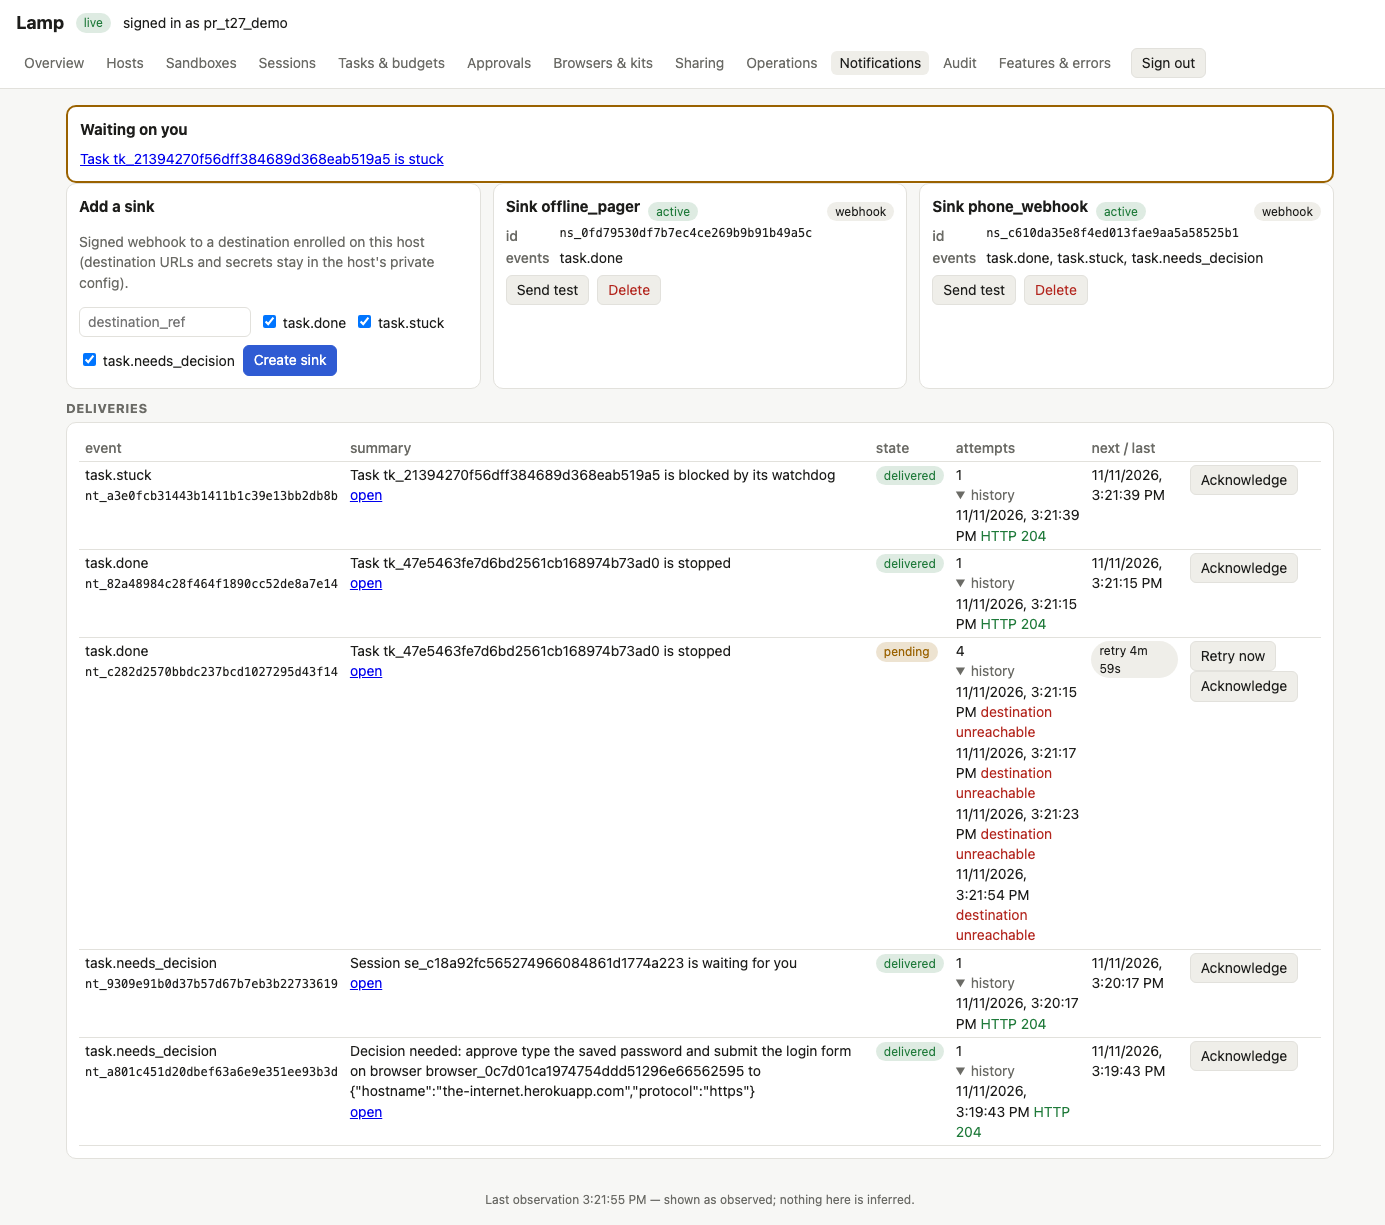 Lamp live signed in as pr_t27_demo
Overview Hosts Sandboxes Sessions Tasks & budgets Approvals Browsers & kits Sharing Operations Notifications Audit Features & errors Sign out
Waiting on you
Task tk_21394270f56dff384689d368eab519a5 is stuck
Add a sink
Signed webhook to a destination enrolled on this host
(destination URLs and secrets stay in the host's private
config).
destination_ref task.done task.stuck
task.needs_decision Create sink
Sink offline_pager active webhook
id ns_0fd79530df7b7ec4ce269b9b91b49a5c
events task.done
Send test Delete
Sink phone_webhook active webhook
id ns_c610da35e8f4ed013fae9aa5a58525b1
events task.done, task.stuck, task.needs_decision
Send test Delete
DELIVERIES
event summary state attempts next / last
task.stuck
nt_a3e0fcb31443b1411b1c39e13bb2db8b
Task tk_21394270f56dff384689d368eab519a5 is blocked by its watchdog
open
delivered
1
▼ history
11/11/2026, 3:21:39
PM HTTP 204
11/11/2026,
3:21:39 PM
Acknowledge
task.done
nt_82a48984c28f464f1890cc52de8a7e14
Task tk_47e5463fe7d6bd2561cb168974b73ad0 is stopped
open
delivered
1
▼ history
11/11/2026, 3:21:15
PM HTTP 204
11/11/2026,
3:21:15 PM
Acknowledge
task.done
nt_c282d2570bbdc237bcd1027295d43f14
Task tk_47e5463fe7d6bd2561cb168974b73ad0 is stopped
open
pending
4
▼ history
11/11/2026, 3:21:15
PM destination
unreachable
11/11/2026, 3:21:17
PM destination
unreachable
11/11/2026, 3:21:23
PM destination
unreachable
11/11/2026,
3:21:54 PM
destination
unreachable
retry 4m
59s
Retry now
Acknowledge
task.needs_decision
nt_9309e91b0d37b57d67b7eb3b22733619
Session se_c18a92fc565274966084861d1774a223 is waiting for you
open
delivered
1
▼ history
11/11/2026, 3:20:17
PM HTTP 204
11/11/2026,
3:20:17 PM
Acknowledge
task.needs_decision
nt_a801c451d20dbef63a6e9e351ee93b3d
Decision needed: approve type the saved password and submit the login form
on browser browser_0c7d01ca1974754ddd51296e66562595 to
{"hostname":"the-internet.herokuapp.com","protocol":"https"}
open
delivered
1
▼ history
11/11/2026,
3:19:43 PM HTTP
204
11/11/2026,
3:19:43 PM
Acknowledge
Last observation 3:21:55 PM — shown as observed; nothing here is inferred.